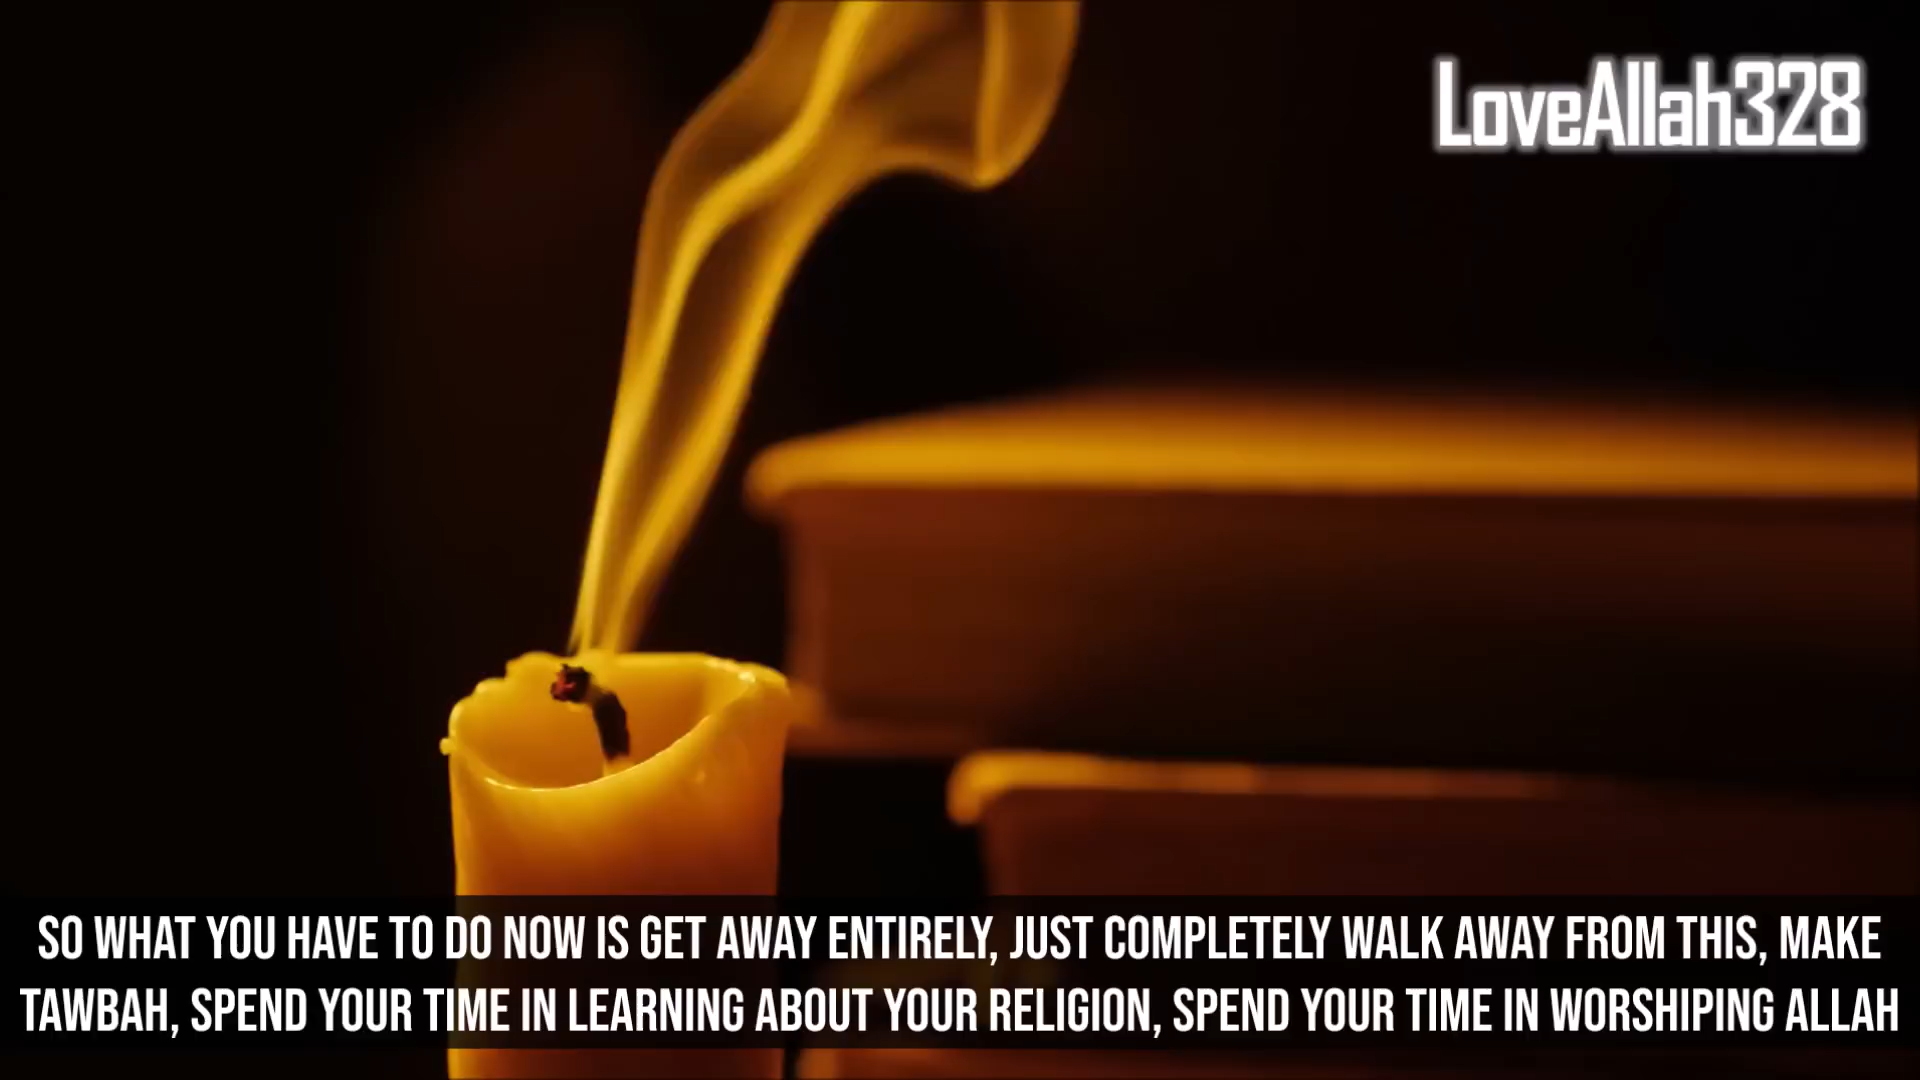 LoveAllah328
SO WHAT YOU HAVE TO DO NOW IS GET AWAY ENTIRELY, JUST COMPLETELY WALK AWAY FROM THIS, MAKE
TAWBAH, SPEND YOUR TIME IN LEARNING ABOUT YOUR RELIGION, SPEND YOUR TIME IN WORSHIPING ALLAH